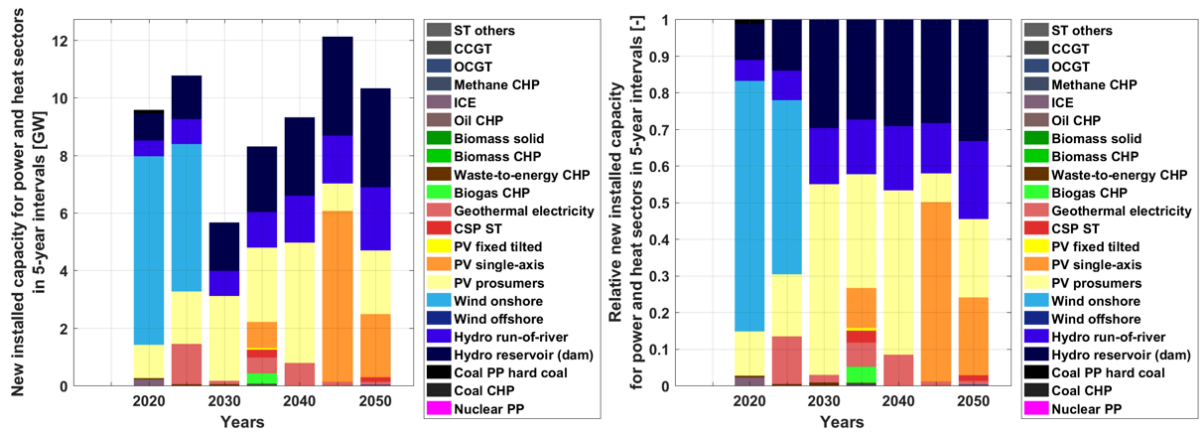 New installed capacity for power and heat sectors
in 5-year intervals [GW]
12
10
8
6
4
2
0
2020
2030
2040
2050
Years
ST others
CCGT
OCGT
Methane CHP
ICE
Oil CHP
Biomass solid
Biomass CHP
Waste-to-energy CHP
Biogas CHP
Geothermal electricity
CSP ST
PV fixed tilted
PV single-axis
PV prosumers
Wind onshore
Wind offshore
Hydro run-of-river
Hydro reservoir (dam)
Coal PP hard coal
Coal CHP
Nuclear PP
Relative new installed capacity
for power and heat sectors in 5-year intervals [-]
1
0.9
0.8
0.7
0.6
0.5
0.4
0.3
0.2
0.1
0
2020
2030
2040
2050
Years
ST others
CCGT
OCGT
Methane CHP
ICE
Oil CHP
Biomass solid
Biomass CHP
Waste-to-energy CHP
Biogas CHP
Geothermal electricity
CSP ST
PV fixed tilted
PV single-axis
PV prosumers
Wind onshore
Wind offshore
Hydro run-of-river
Hydro reservoir (dam)
Coal PP hard coal
Coal CHP
Nuclear PP